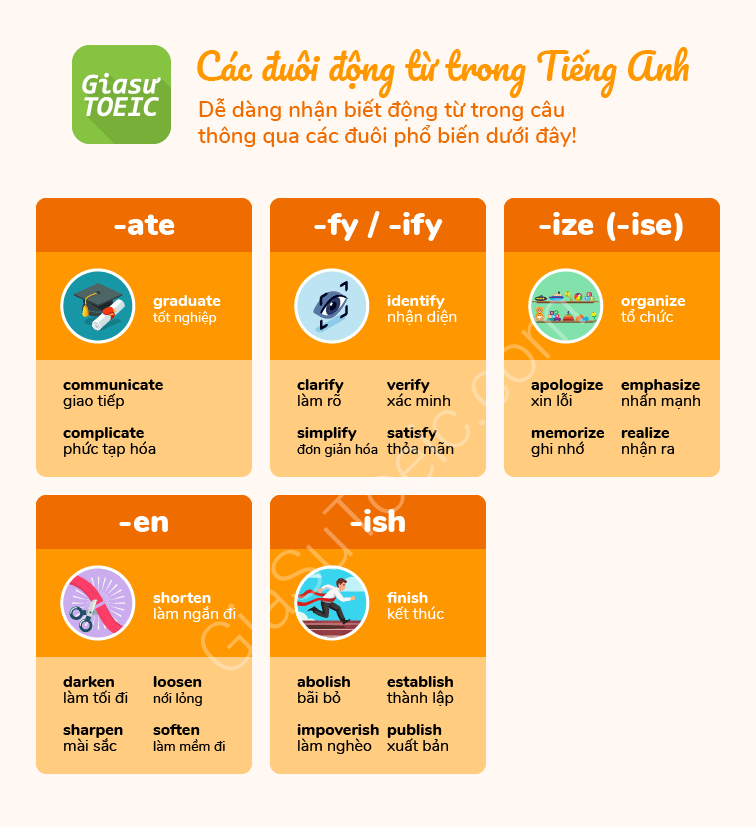 Giasư
TOEIC
Các đuôi động từ trong Tiếng Anh
Dễ dàng nhận biết động từ trong câu
thông qua các đuôi phổ biến dưới đây!
-ate
graduate
tốt nghiệp
communicate
giao tiếp
complicate
phức tạp hóa
-fy / -ify
identify
nhận diện
clarify verify
làm rõ xác minh
simplify satisfy
đơn giản hóa thỏa mãn
-ize (-ise)
organize
tổ chức
apologize emphasize
xin lỗi nhấn mạnh
memorize realize
ghi nhớ nhận ra
-en
shorten
làm ngắn đi
darken loosen
làm tối đi nới lỏng
sharpen soften
mài sắc làm mềm đi
-ish
finish
kết thúc
abolish establish
bãi bỏ thành lập
impoverish publish
làm nghèo xuất bản
GiaSuToeic.com